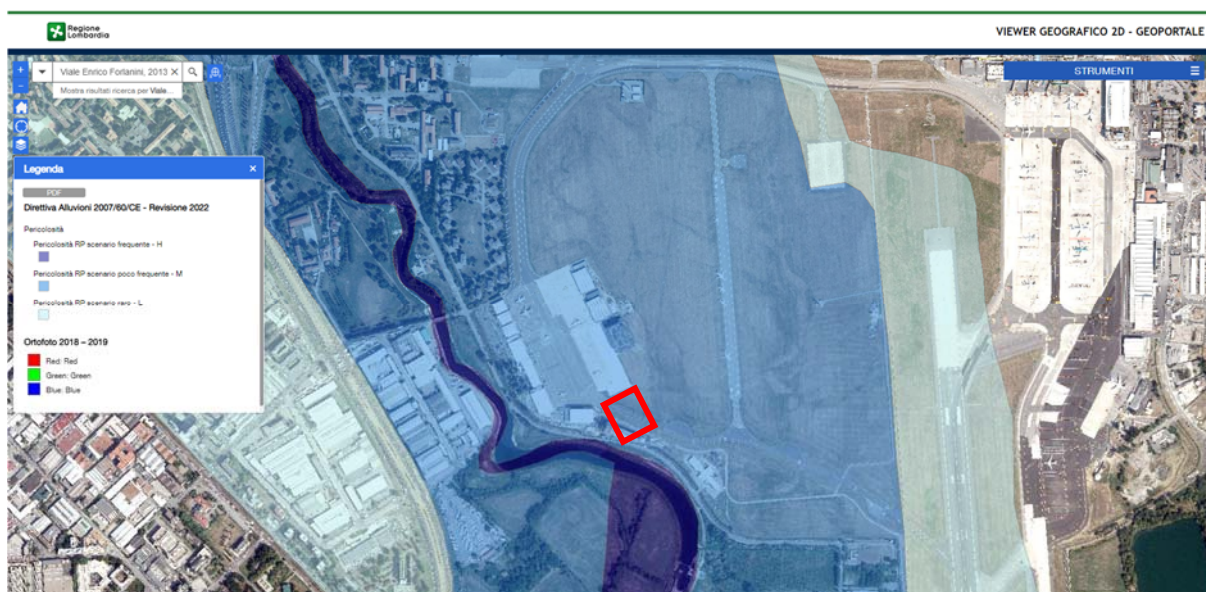 Regione
Lombardia
VIEWER GEOGRAFICO 2D - GEOPORTALE
+
Viale Enrico Forlanini, 2013
Mostra risultati ricerca per Viale...
STRUMENTI
-
Legenda
PDF
Direttiva Alluvioni 2007/60/CE - Revisione 2022
Pericolosità
Pericolosità RP scenario frequente - H
Pericolosità RP scenario poco frequente - M
Pericolosità RP scenario raro - L
Ortofoto 2018 – 2019
Red: Red
Green: Green
Blue: Blue